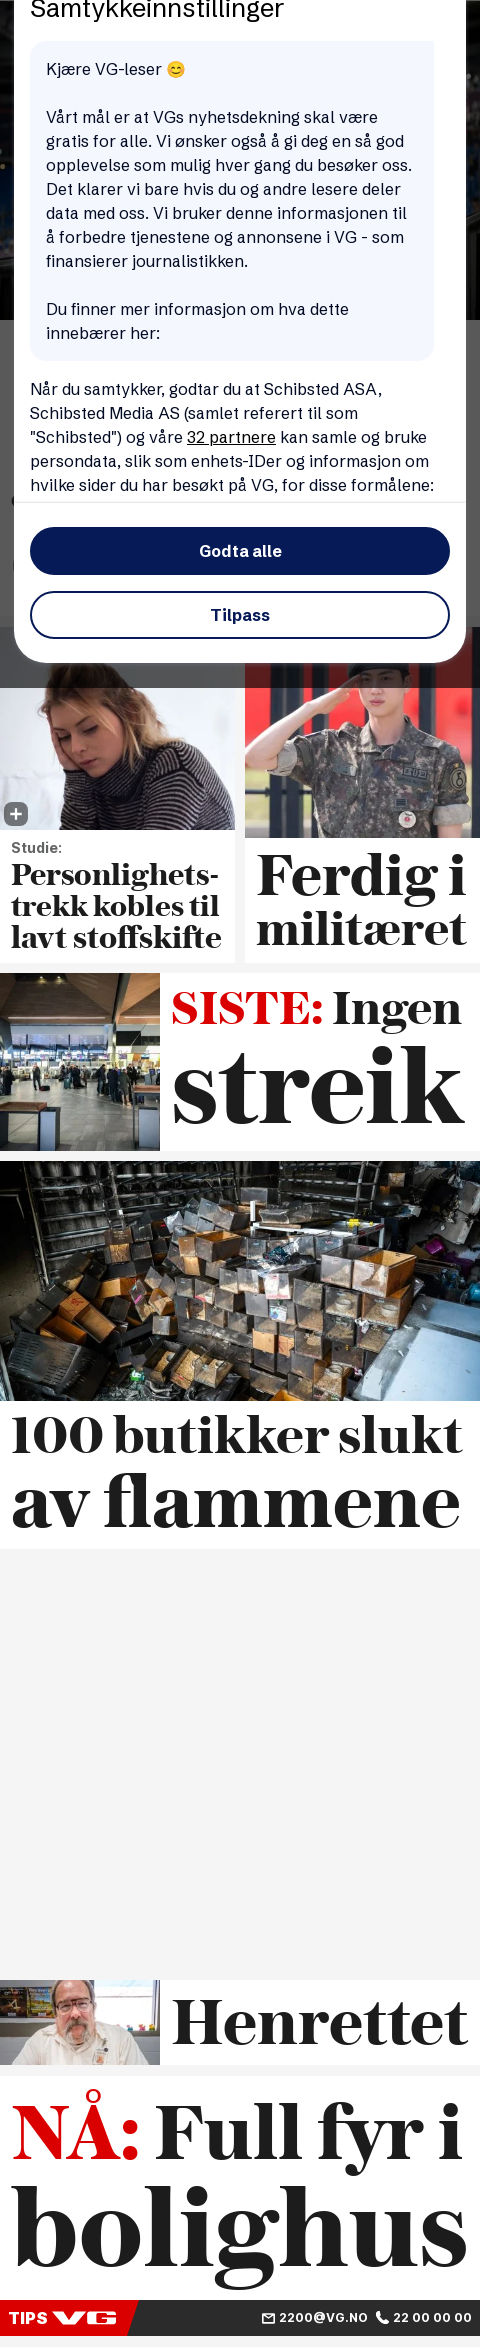 Samtykkeinnstillinger
Kjære VG-leser 😊
Vårt mål er at VGs nyhetsdekning skal være
gratis for alle. Vi ønsker også å gi deg en så god
opplevelse som mulig hver gang du besøker oss.
Det klarer vi bare hvis du og andre lesere deler
data med oss. Vi bruker denne informasjonen til
å forbedre tjenestene og annonsene i VG - som
finansierer journalistikken.
Du finner mer informasjon om hva dette
innebærer her:
Når du samtykker, godtar du at Schibsted ASA,
Schibsted Media AS (samlet referert til som
"Schibsted") og våre 32 partnere kan samle og bruke
persondata, slik som enhets-IDer og informasjon om
hvilke sider du har besøkt på VG, for disse formålene:
Godta alle
Tilpass
Studie:
Personlighets-
trekk kobles til
lavt stoffskifte
Ferdig i
militæret
SISTE: Ingen
streik
100 butikker slukt
av flammene
Henrettet
NÅ: Full fyr i
bolighus
TIPS VG 2200@VG.NO 22 00 00 00